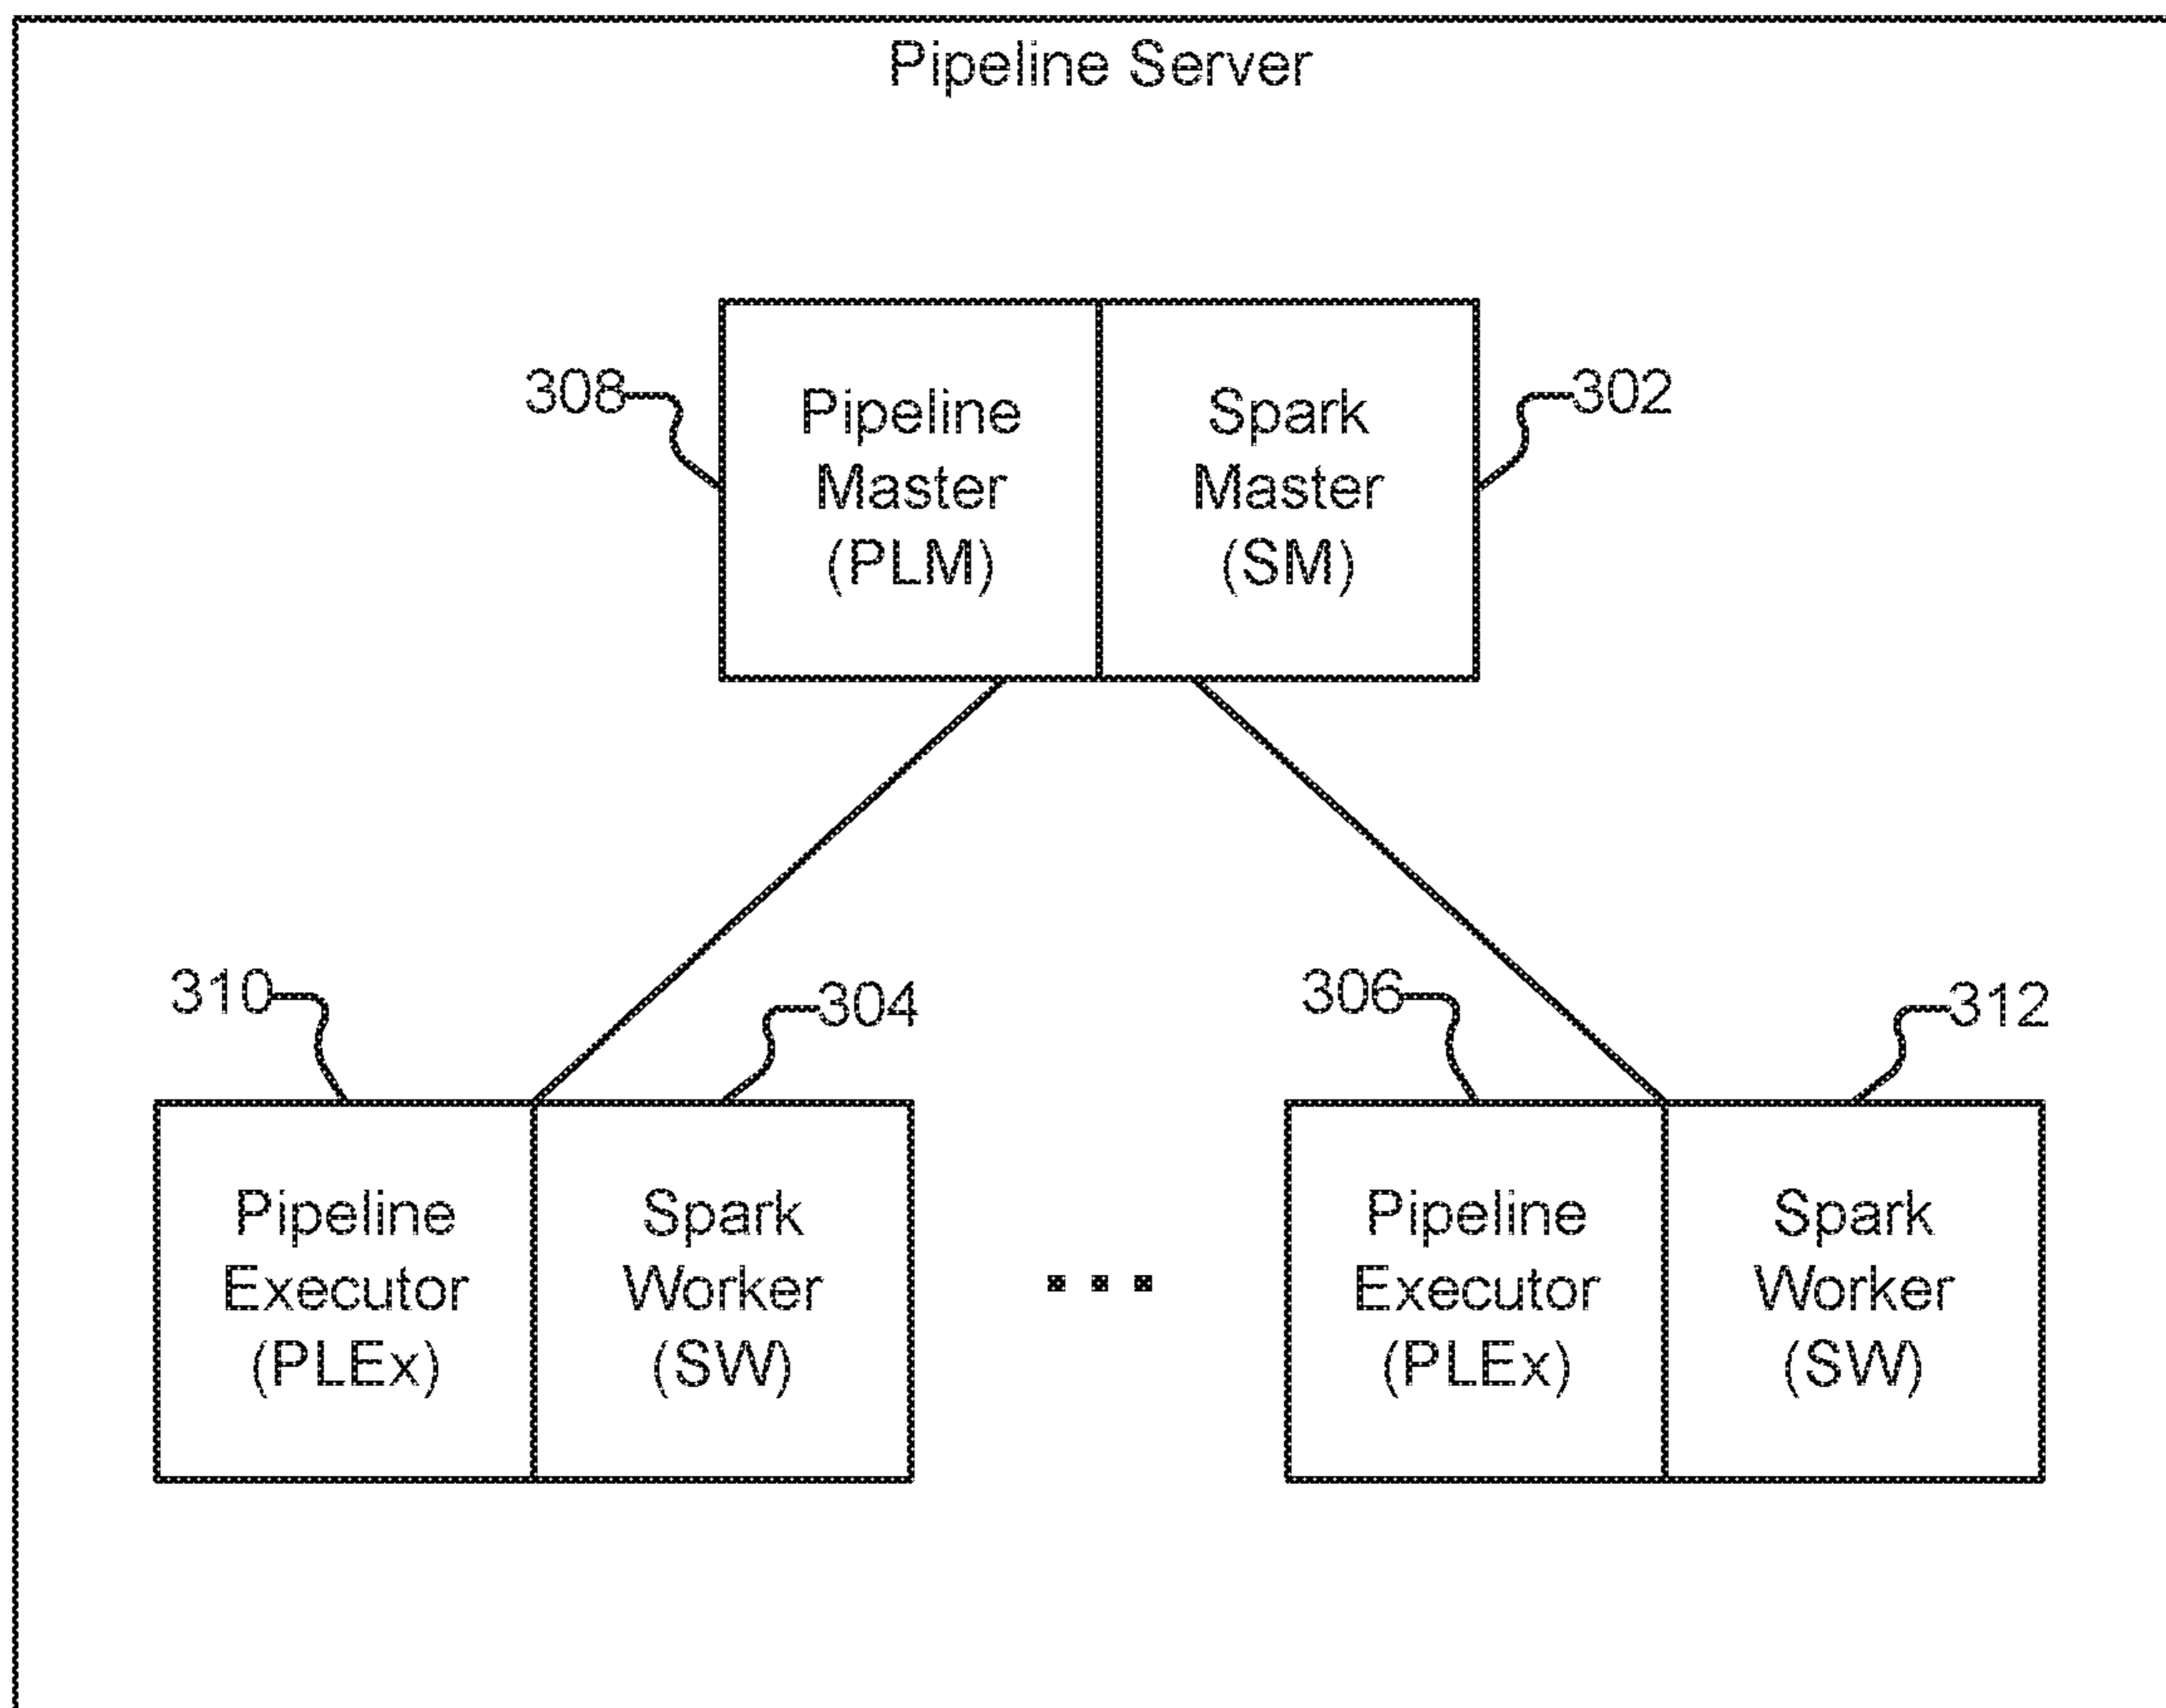 Pipeline Server
308
302
Pipeline
Master
(PLM)
Spark
Master
(SM)
310
304
306
312
Pipeline
Executor
(PLEx)
Spark
Worker
(SW)
Pipeline
Executor
(PLEx)
Spark
Worker
(SW)